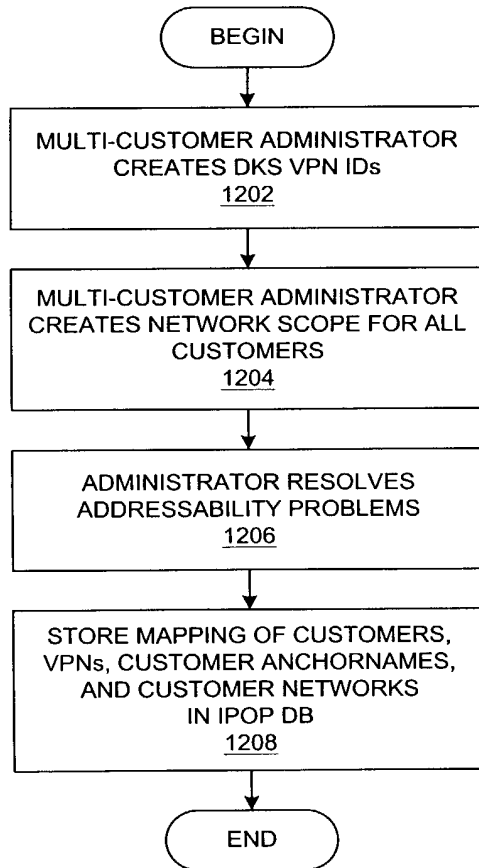 BEGIN
MULTI-CUSTOMER ADMINISTRATOR
CREATES DKS VPN IDs
1202
MULTI-CUSTOMER ADMINISTRATOR
CREATES NETWORK SCOPE FOR ALL
CUSTOMERS
1204
ADMINISTRATOR RESOLVES
ADDRESSABILITY PROBLEMS
1206
STORE MAPPING OF CUSTOMERS,
VPNs, CUSTOMER ANCHORNAMES,
AND CUSTOMER NETWORKS
IN IPOP DB
1208
END